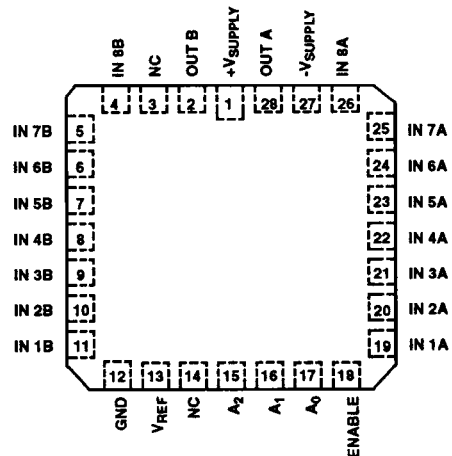 IN 8B
NC
OUT B
+VSUPPLY
OUT A
-VSUPPLY
IN 8A
4 3 2 1 28 27 26
IN 7B 5 25 IN 7A
IN 6B 6 24 IN 6A
IN 5B 7 23 IN 5A
IN 4B 8 22 IN 4A
IN 3B 9 21 IN 3A
IN 2B 10 20 IN 2A
IN 1B 11 19 IN 1A
12 13 14 15 16 17 18
GND
VREF
NC
A2
A1
A0
ENABLE